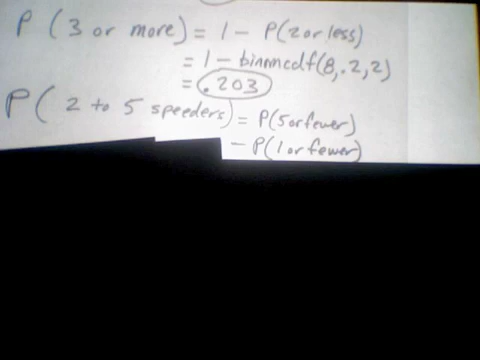 P (3 or more) = 1 - P(2 or less)
= 1 - binomcdf(8, .2, 2)
= .203
P( 2 to 5 speeders) = P(5 or fewer)
- P(1 or fewer)